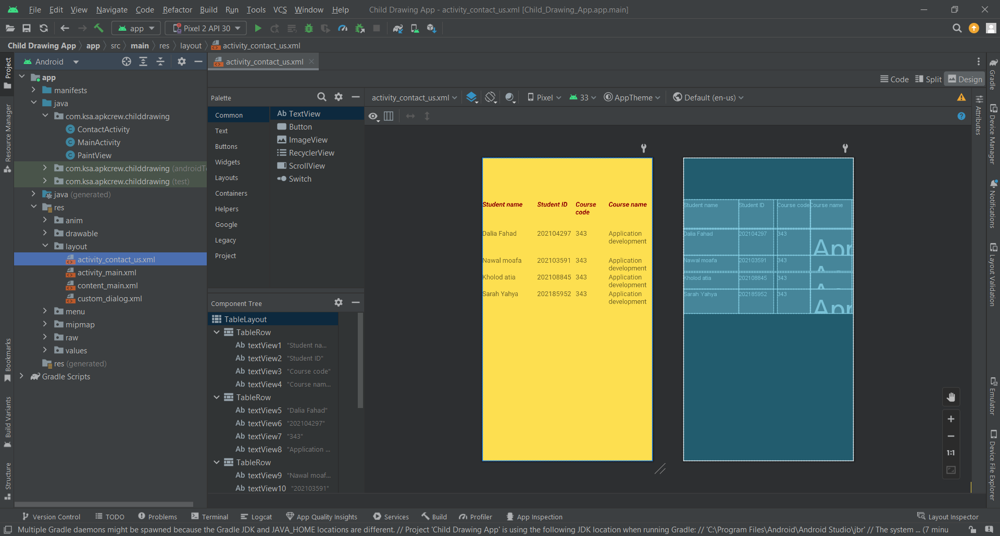 File Edit View Navigate Code Refactor Build Run Tools VCS Window Help Child Drawing App - activity_contact_us.xml [Child_Drawing_App.app.main]
app Pixel 2 API 30
Child Drawing App app src main res layout activity_contact_us.xml
Project
Resource Manager
Bookmarks
Build Variants
Structure
Android
app
manifests
java
com.ksa.apkcrew.childdrawing
ContactActivity
MainActivity
PaintView
com.ksa.apkcrew.childdrawing (androidTe
com.ksa.apkcrew.childdrawing (test)
java (generated)
res
anim
drawable
layout
activity_contact_us.xml
activity_main.xml
content_main.xml
custom_dialog.xml
menu
mipmap
raw
values
res (generated)
Gradle Scripts
activity_contact_us.xml
Code Split Design
Palette
Common
Text
Buttons
Widgets
Layouts
Containers
Helpers
Google
Legacy
Project
Ab TextView
Button
ImageView
RecyclerView
ScrollView
Switch
Component Tree
TableLayout
TableRow
Ab textView1 "Student na...
Ab textView2 "Student ID"
Ab textView3 "Course code"
Ab textView4 "Course nam...
TableRow
Ab textView5 "Dalia Fahad"
Ab textView6 "202104297"
Ab textView7 "343"
Ab textView8 "Application ...
TableRow
Ab textView9 "Nawal moaf...
Ab textView10 "202103591"
activity_contact_us.xml Pixel 33 AppTheme Default (en-us)
Student name Student ID Course code Course name
Dalia Fahad 202104297 343 Application development
Nawal moafa 202103591 343 Application development
Kholod atia 202108845 343 Application development
Sarah Yahya 202185952 343 Application development
Student name Student ID Course code Course name
Dalia Fahad 202104297 343 App
Nawal moafa 202103591 343
Kholod atia 202108845 343
Sarah Yahya 202185952 343 App
1:1
Attributes
Gradle
Device Manager
Notifications
Layout Validation
Emulator
Device File Explorer
Version Control TODO Problems Terminal Logcat App Quality Insights Services Build Profiler App Inspection Layout Inspector
Multiple Gradle daemons might be spawned because the Gradle JDK and JAVA_HOME locations are different. // Project 'Child Drawing App' is using the following JDK location when running Gradle: // 'C:\Program Files\Android\Android Studio\jbr' // The system ... (7 minu